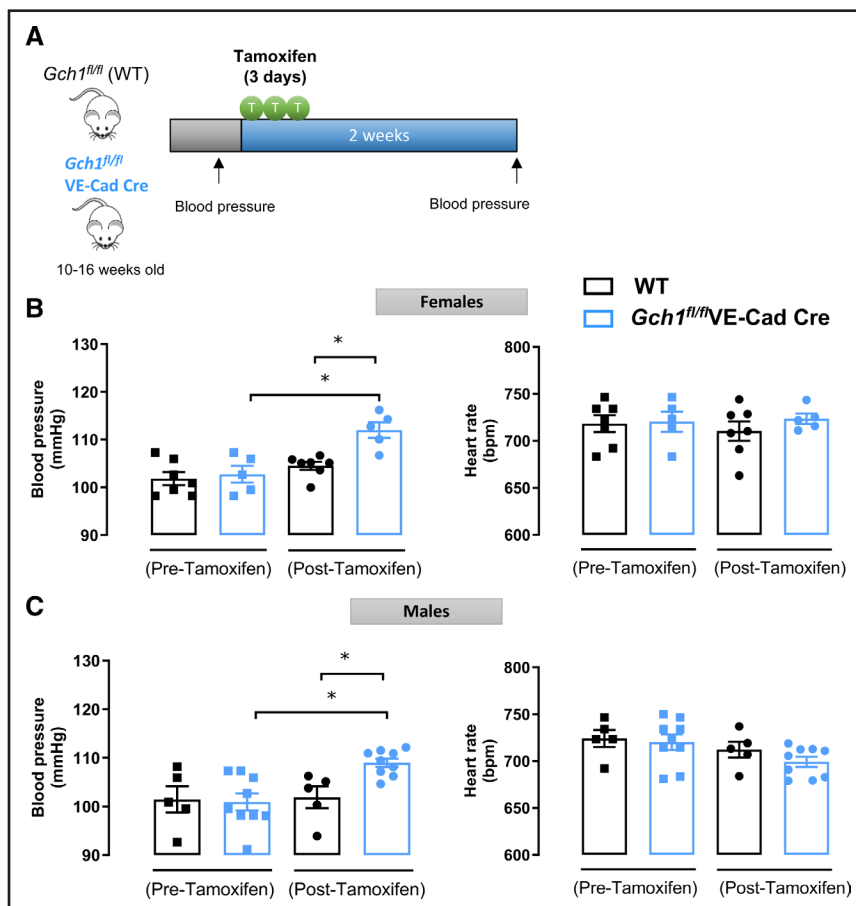 A
Gch1fl/fl (WT)
Gch1fl/fl
VE-Cad Cre
10-16 weeks old
Tamoxifen
(3 days)
T T T
2 weeks
Blood pressure
Blood pressure
B
Females
WT
Gch1fl/flVE-Cad Cre
Blood pressure
(mmHg)
130
120
110
100
90
*
*
(Pre-Tamoxifen)
(Post-Tamoxifen)
Heart rate
(bpm)
800
750
700
650
600
(Pre-Tamoxifen)
(Post-Tamoxifen)
C
Males
Blood pressure
(mmHg)
130
120
110
100
90
*
*
(Pre-Tamoxifen)
(Post-Tamoxifen)
Heart rate
(bpm)
800
750
700
650
600
(Pre-Tamoxifen)
(Post-Tamoxifen)